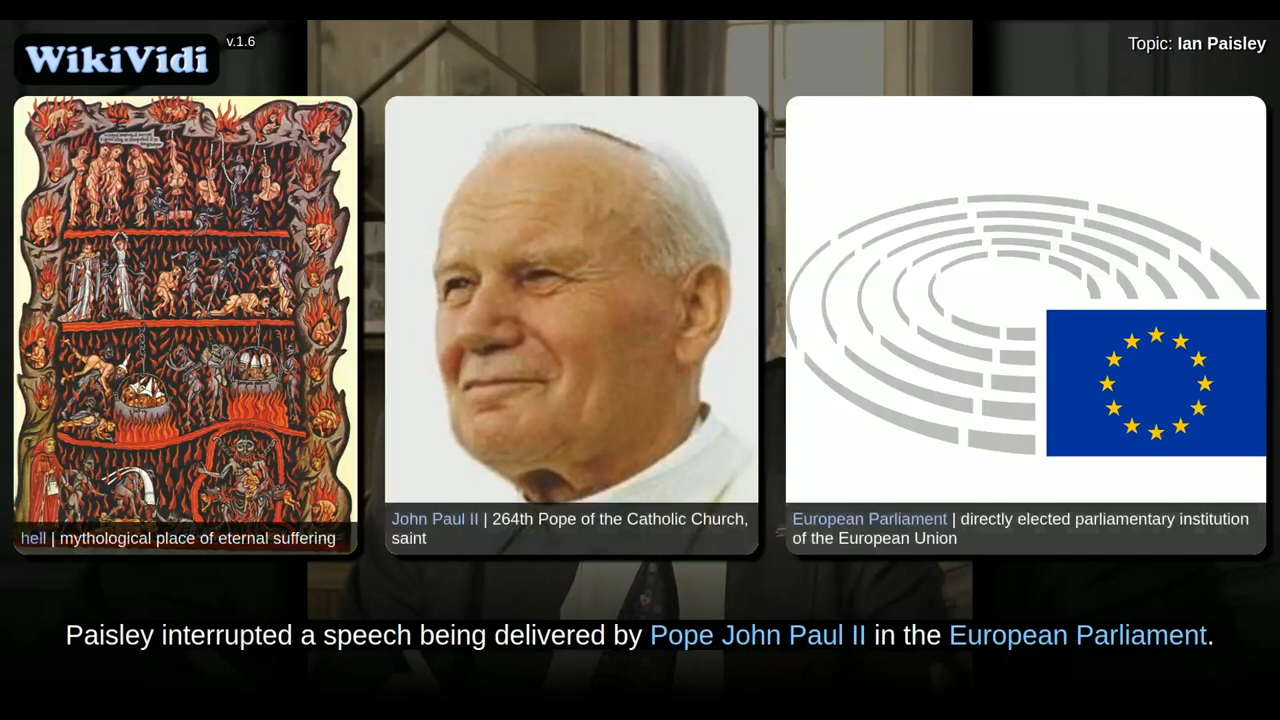 WikiVidi
v.1.6
Topic: Ian Paisley
hell | mythological place of eternal suffering
John Paul II | 264th Pope of the Catholic Church,
saint
European Parliament | directly elected parliamentary institution
of the European Union
Paisley interrupted a speech being delivered by Pope John Paul II in the European Parliament.